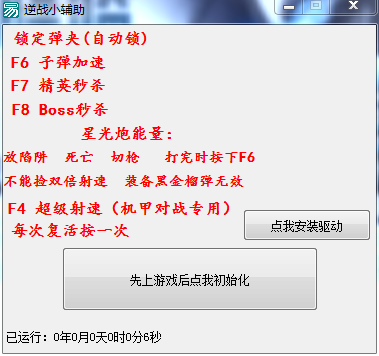 易 逆战小辅助
锁定弹夹(自动锁)
F6 子弹加速
F7 精英秒杀
F8 Boss秒杀
星光炮能量:
放陷阱 死亡 切枪 打完时按下F6
不能捡双倍射速 装备黑金榴弹无效
F4 超级射速(机甲对战专用)
每次复活按一次
点我安装驱动
先上游戏后点我初始化
已运行：0年0月0天0时0分6秒